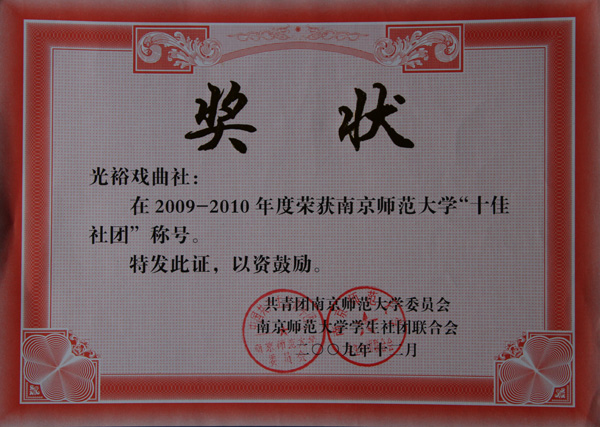 奖状
光裕戏曲社：
在2009-2010年度荣获南京师范大学“十佳
社团”称号。
特发此证，以资鼓励。
共青团南京师范大学委员会
南京师范大学学生社团联合会
二〇〇九年十二月